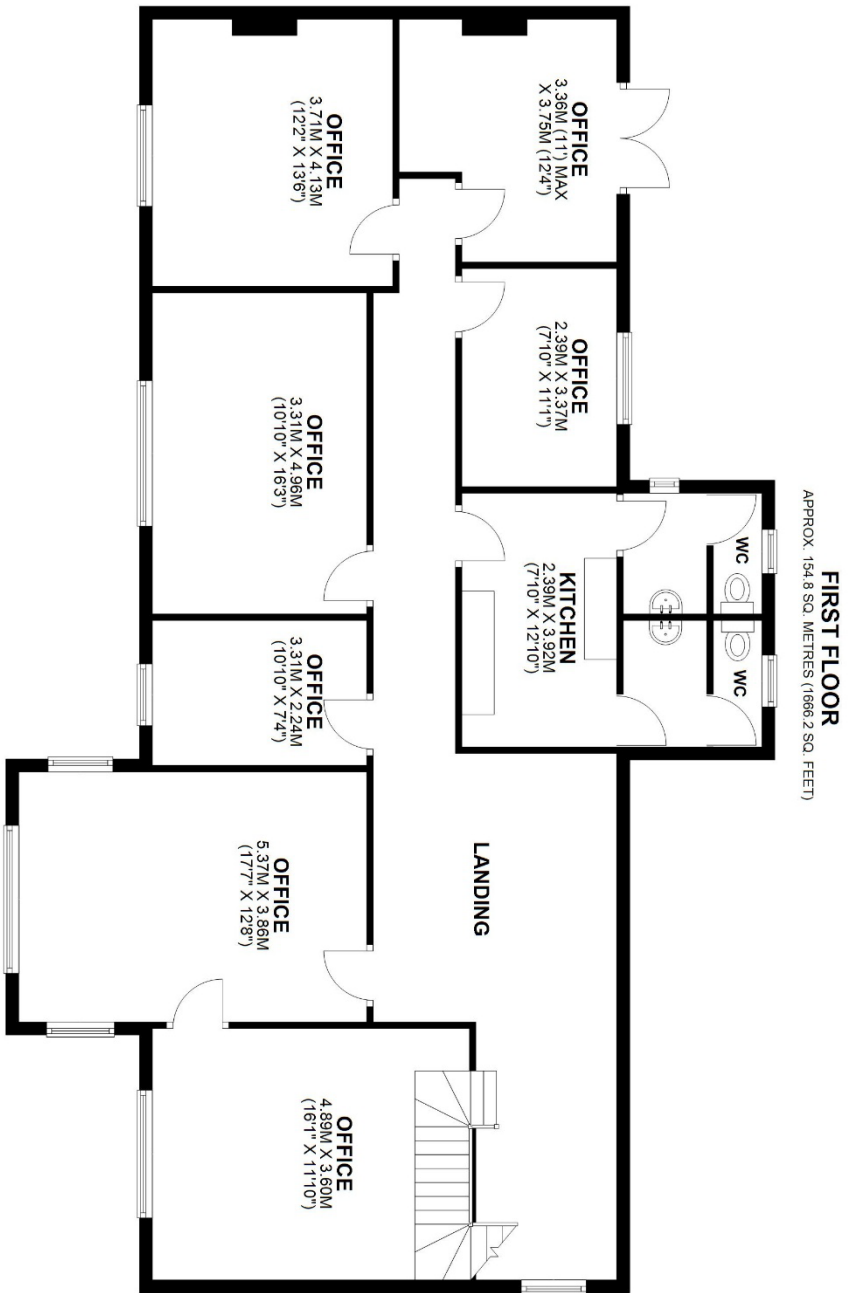 FIRST FLOOR
APPROX. 154.8 SQ. METRES (1666.2 SQ. FEET)
WC
WC
OFFICE
3.36M (11') MAX
X 3.75M (12'4")
OFFICE
2.39M X 3.37M
(7'10" X 11'1")
KITCHEN
2.39M X 3.92M
(7'10" X 12'10")
LANDING
OFFICE
3.71M X 4.13M
(12'2" X 13'6")
OFFICE
3.31M X 4.96M
(10'10" X 16'3")
OFFICE
3.31M X 2.24M
(10'10" X 7'4")
OFFICE
5.37M X 3.86M
(17'7" X 12'8")
OFFICE
4.89M X 3.60M
(16'1" X 11'10")